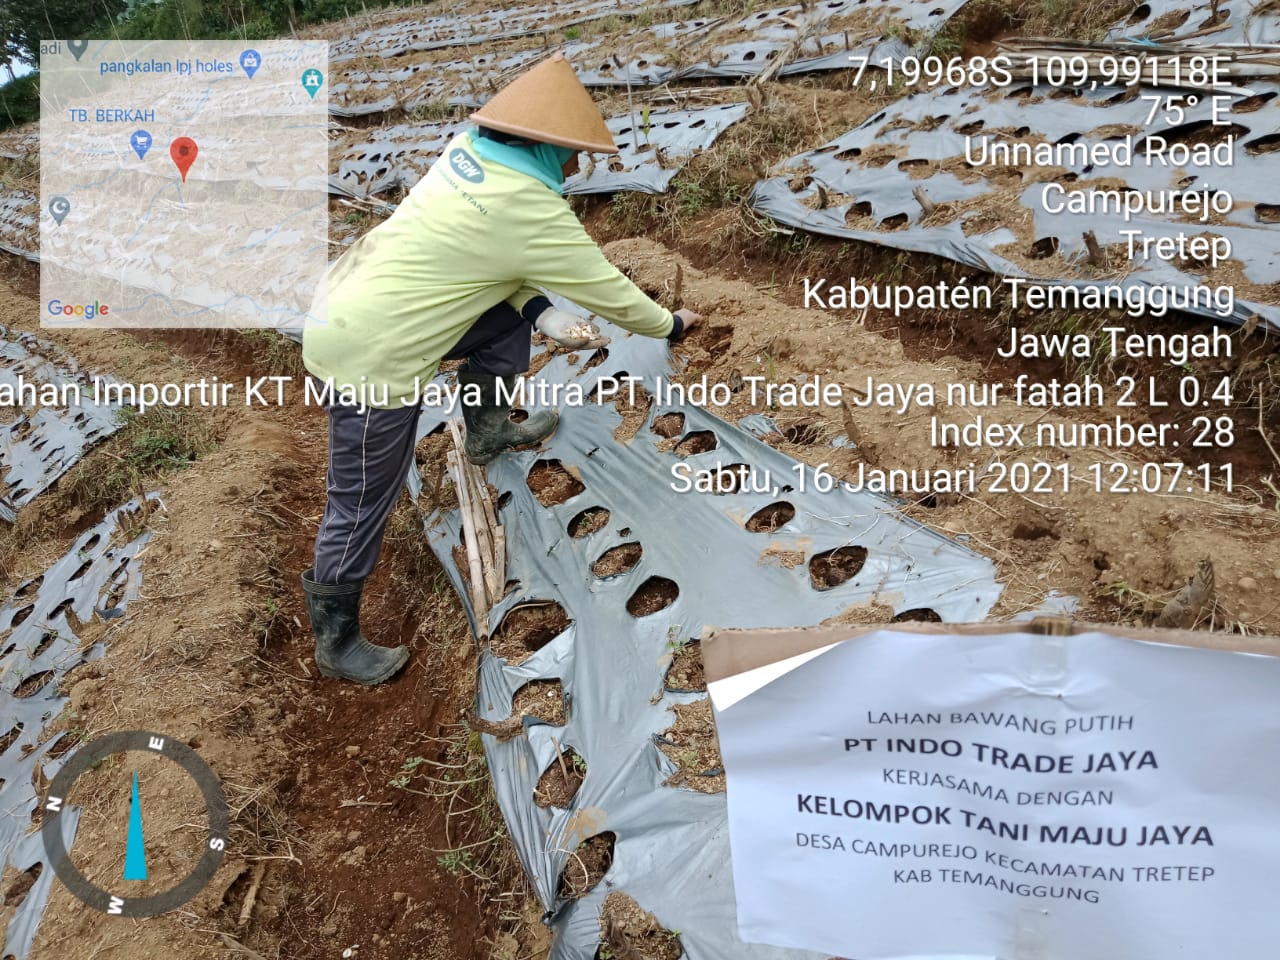 adi
pangkalan lpj holes
TB. BERKAH
Google
7,19968S 109,99118E
75° E
Unnamed Road
Campurejo
Tretep
Kabupatén Temanggung
Jawa Tengah
ahan Importir KT Maju Jaya Mitra PT Indo Trade Jaya nur fatah 2 L 0.4
Index number: 28
Sabtu, 16 Januari 2021 12:07:11
DGW
N
E
S
W
LAHAN BAWANG PUTIH
PT INDO TRADE JAYA
KERJASAMA DENGAN
KELOMPOK TANI MAJU JAYA
DESA CAMPUREJO KECAMATAN TRETEP
KAB TEMANGGUNG